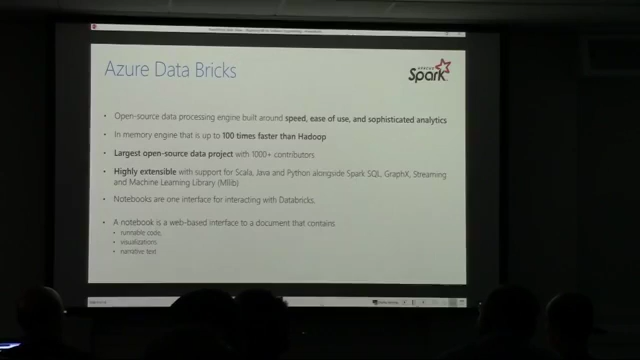 Azure Data Bricks
APACHE
Spark
Open-source data processing engine built around speed, ease of use, and sophisticated analytics
In memory engine that is up to 100 times faster than Hadoop
Largest open-source data project with 1000+ contributors
Highly extensible with support for Scala, Java and Python alongside Spark SQL, GraphX, Streaming
and Machine Learning Library (Mllib)
Notebooks are one interface for interacting with Databricks.
A notebook is a web-based interface to a document that contains
runnable code,
visualizations
narrative text.